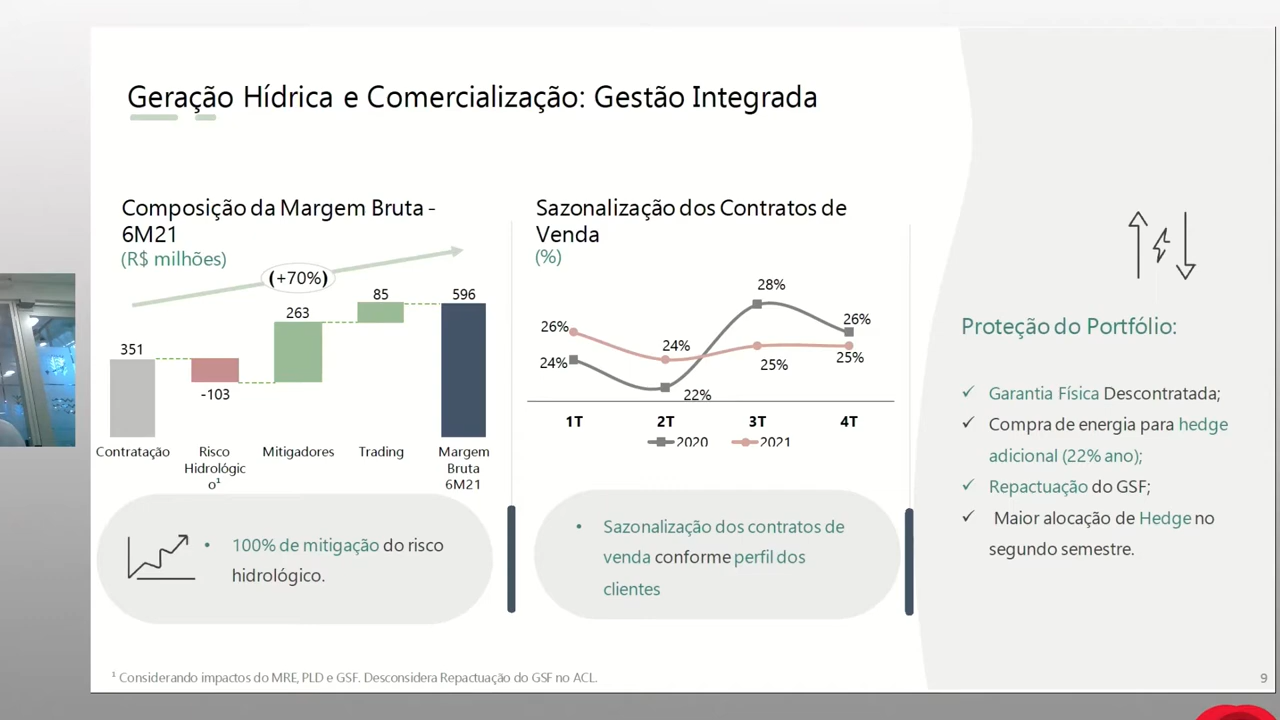 Geração Hídrica e Comercialização: Gestão Integrada
Composição da Margem Bruta -
6M21
(R$ milhões)
(+70%)
351
-103
263
85
596
Contratação
Risco
Hidrológic
o¹
Mitigadores
Trading
Margem
Bruta
6M21
• 100% de mitigação do risco
hidrológico.
Sazonalização dos Contratos de
Venda
(%)
26%
24%
24%
22%
28%
25%
26%
25%
1T 2T 3T 4T
2020 2021
• Sazonalização dos contratos de
venda conforme perfil dos
clientes
Proteção do Portfólio:
✓ Garantia Física Descontratada;
✓ Compra de energia para hedge
adicional (22% ano);
✓ Repactuação do GSF;
✓ Maior alocação de Hedge no
segundo semestre.
¹ Considerando impactos do MRE, PLD e GSF. Desconsidera Repactuação do GSF no ACL.
9